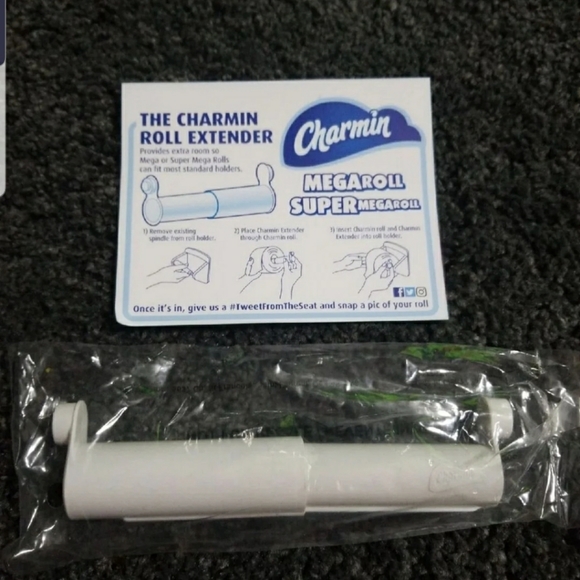 THE CHARMIN
ROLL EXTENDER
Provides extra room so
Mega or Super Mega Rolls
can fit most standard holders.
Charmin
MEGAROLL
SUPER MEGAROLL
1) Remove existing
spindle from roll holder.
2) Place Charmin Extender
through Charmin roll.
3) Insert Charmin roll and Charmin
Extender into roll holder.
Once it's in, give us a #TweetFromTheSeat and snap a pic of your roll